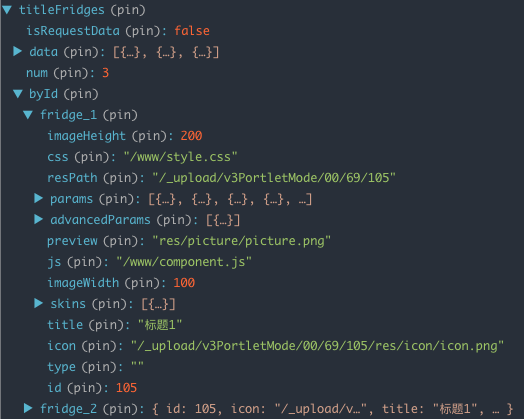 ▼ titleFridges (pin)
isRequestData (pin): false
▶ data (pin): [{…}, {…}, {…}]
num (pin): 3
▼ byId (pin)
▼ fridge_1 (pin)
imageHeight (pin): 200
css (pin): "/www/style.css"
resPath (pin): "/_upload/v3PortletMode/00/69/105"
▶ params (pin): [{…}, {…}, {…}, {…}, …]
▶ advancedParams (pin): [{…}]
preview (pin): "res/picture/picture.png"
js (pin): "/www/component.js"
imageWidth (pin): 100
▶ skins (pin): [{…}]
title (pin): "标题1"
icon (pin): "/_upload/v3PortletMode/00/69/105/res/icon/icon.png"
type (pin): ""
id (pin): 105
▶ fridge_2 (pin): { id: 105, icon: "/_upload/v…", title: "标题1", … }